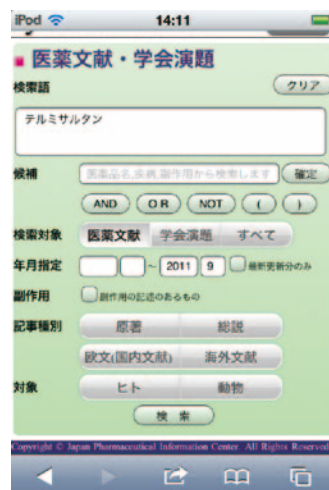 iPod 14:11
■ 医薬文献・学会演題
検索語 クリア
テルミサルタン
候補 医薬品名,疾病,副作用から検索します 確定
AND OR NOT ( )
検索対象 医薬文献 学会演題 すべて
年月指定 ~ 2011 9 最新更新分のみ
副作用 副作用の記述のあるもの
記事種別 原著 総説
欧文(国内文献) 海外文献
対象 ヒト 動物
検 索
Copyright © Japan Pharmaceutical Information Center All Rights Reserved